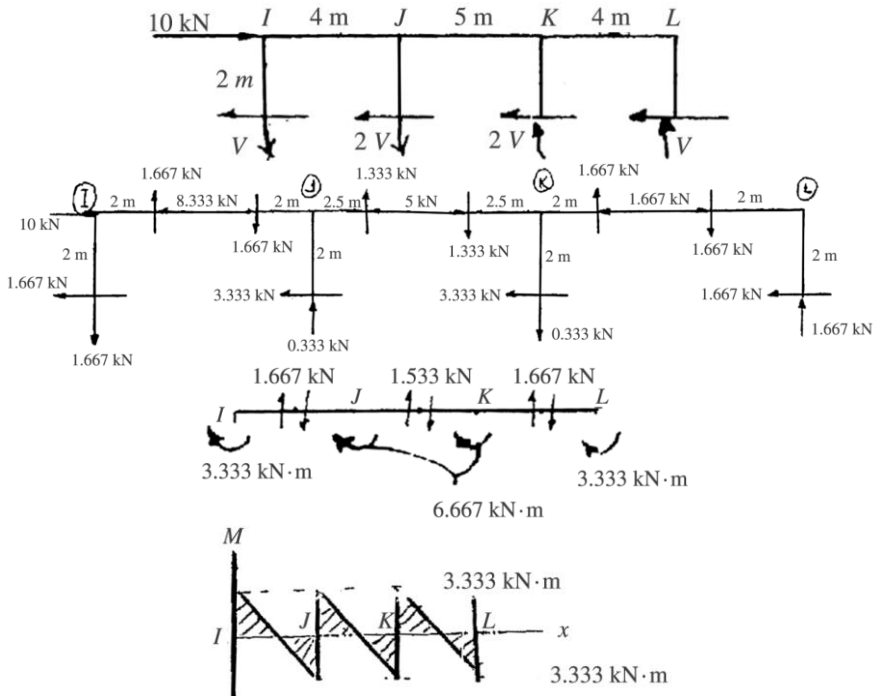 10 kN I 4 m J 5 m K 4 m L
2 m
V 2 V 2 V V
I 1.667 kN J 1.333 kN K 1.667 kN L
2 m 8.333 kN 2 m 2.5 m 5 kN 2.5 m 2 m 1.667 kN 2 m
10 kN 1.667 kN 1.333 kN 1.667 kN
2 m 2 m 2 m 2 m
1.667 kN 3.333 kN 3.333 kN 1.667 kN
1.667 kN 0.333 kN 0.333 kN 1.667 kN
1.667 kN 1.533 kN 1.667 kN
I J K L
3.333 kN·m 3.333 kN·m
6.667 kN·m
M
3.333 kN·m
I J K L x
3.333 kN·m